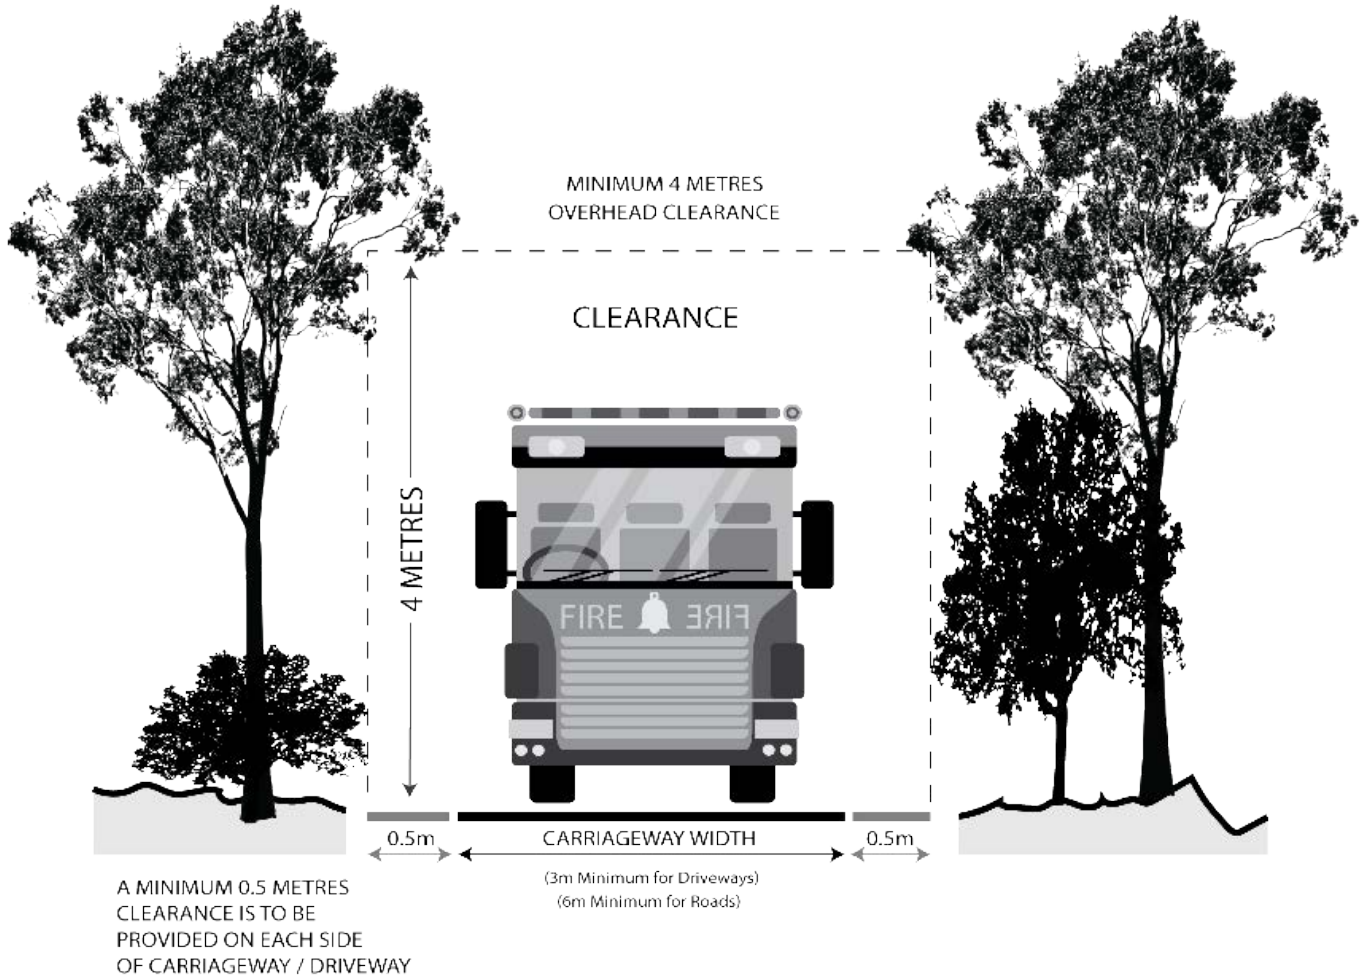 MINIMUM 4 METRES
OVERHEAD CLEARANCE
CLEARANCE
4 METRES
FIRE FIRE
0.5m
CARRIAGEWAY WIDTH
0.5m
(3m Minimum for Driveways)
(6m Minimum for Roads)
A MINIMUM 0.5 METRES
CLEARANCE IS TO BE
PROVIDED ON EACH SIDE
OF CARRIAGEWAY / DRIVEWAY